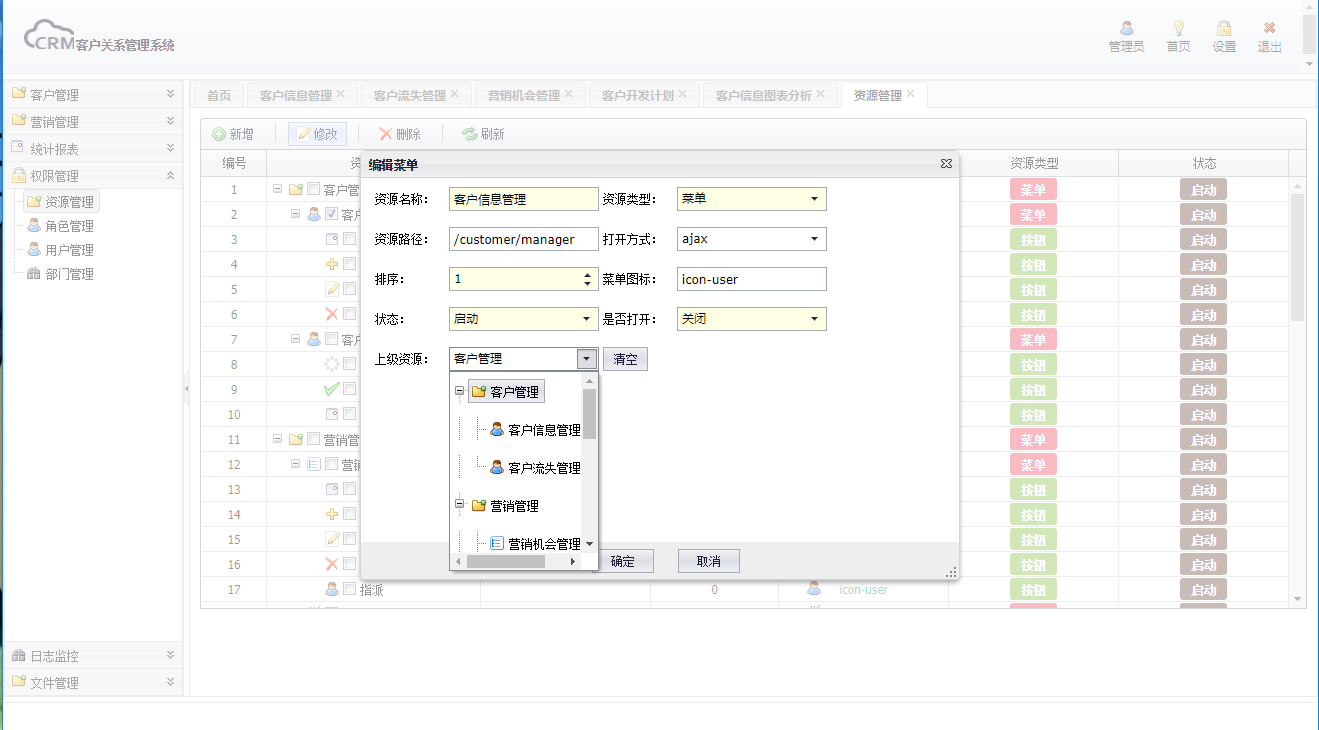 CRM客户关系管理系统
管理员 首页 设置 退出
客户管理
营销管理
统计报表
权限管理
资源管理
角色管理
用户管理
部门管理
日志监控
文件管理
首页 客户信息管理 客户流失管理 营销机会管理 客户开发计划 客户信息图表分析 资源管理
新增 修改 删除 刷新
编号 资 资源类型 状态
1 客户管 菜单 启动
2 客户 菜单 启动
3 按钮 启动
4 按钮 启动
5 按钮 启动
6 按钮 启动
7 客户 菜单 启动
8 按钮 启动
9 按钮 启动
10 按钮 启动
11 营销管 菜单 启动
12 营销 菜单 启动
13 按钮 启动
14 按钮 启动
15 按钮 启动
16 按钮 启动
17 指派 0 icon-user 按钮 启动
编辑菜单
资源名称： 客户信息管理 资源类型： 菜单
资源路径： /customer/manager 打开方式： ajax
排序： 1 菜单图标： icon-user
状态： 启动 是否打开： 关闭
上级资源： 客户管理 清空
客户管理
客户信息管理
客户流失管理
营销管理
营销机会管理
确定 取消